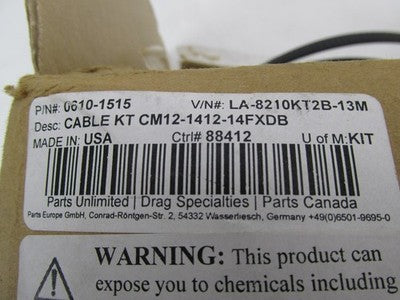 P/N#: 0610-1515 V/N#: LA-8210KT2B-13M
Desc: CABLE KT CM12-1412-14FXDB
MADE IN: USA Ctrl# 88412 U of M:KIT
Parts Unlimited | Drag Specialties | Parts Canada
Parts Europe GmbH, Conrad-Röntgen-Str. 2, 54332 Wasserliesch, Germany +49(0)6501-9695-0
WARNING: This product can
expose you to chemicals including